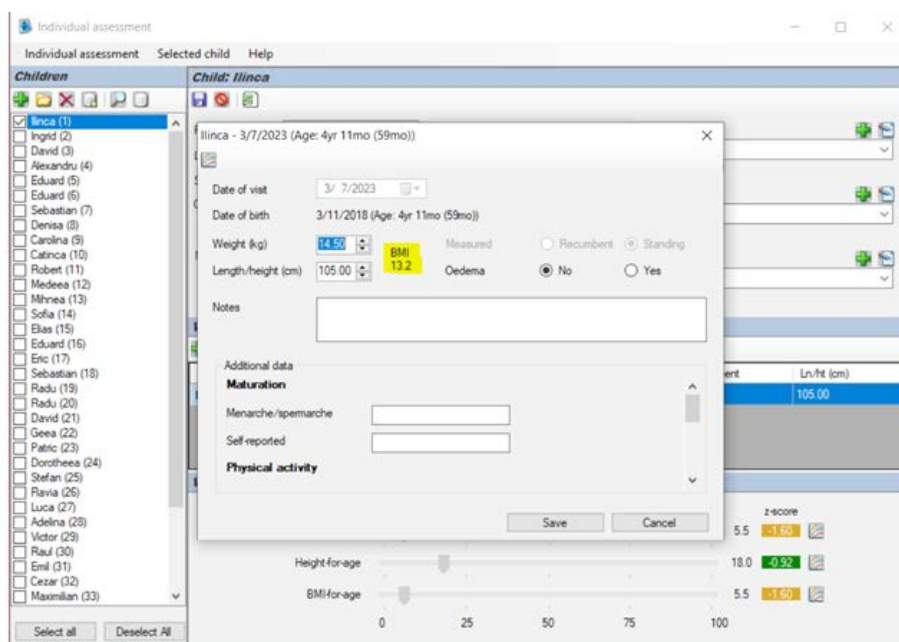 Individual assessment
Individual assessment Selected child Help
Children
Child: Ilinca
Ilinca (1)
Ingrid (2)
David (3)
Alexandru (4)
Eduard (5)
Eduard (6)
Sebastian (7)
Denisa (8)
Carolina (9)
Catinca (10)
Robert (11)
Medeea (12)
Mihnea (13)
Sofia (14)
Elias (15)
Eduard (16)
Eric (17)
Sebastian (18)
Radu (19)
Radu (20)
David (21)
Geea (22)
Patric (23)
Dorotheea (24)
Stefan (25)
Flavia (26)
Luca (27)
Adelina (28)
Victor (29)
Raul (30)
Emil (31)
Cezar (32)
Maximilian (33)
Select all Deselect All
Ilinca - 3/7/2023 (Age: 4yr 11mo (59mo))
Date of visit 3/ 7/2023
Date of birth 3/11/2018 (Age: 4yr 11mo (59mo))
Weight (kg) 14.50 BMI Measured Recumbent Standing
Length/height (cm) 105.00 13.2 Oedema No Yes
Notes
Additional data
Maturation
Menarche/spermarche
Self-reported
Physical activity
Save Cancel
Ln/ht (cm)
105.00
z-score
5.5 -1.60
Height-for-age 18.0 -0.92
BMI-for-age 5.5 -1.60
0 25 50 75 100